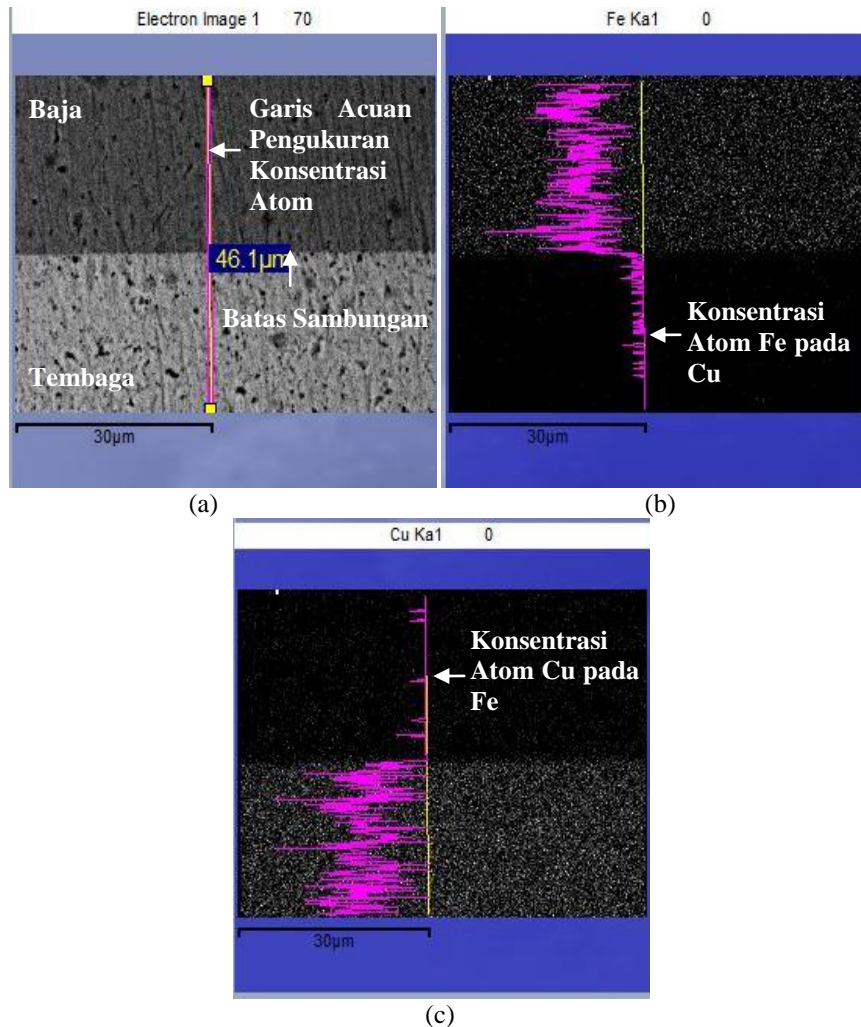 Electron Image 1 70
Baja
Garis Acuan
Pengukuran
Konsentrasi
Atom
46.1µm
Batas Sambungan
Tembaga
30µm
(a)
Fe Ka1 0
Konsentrasi
Atom Fe pada
Cu
30µm
(b)
Cu Ka1 0
Konsentrasi
Atom Cu pada
Fe
30µm
(c)